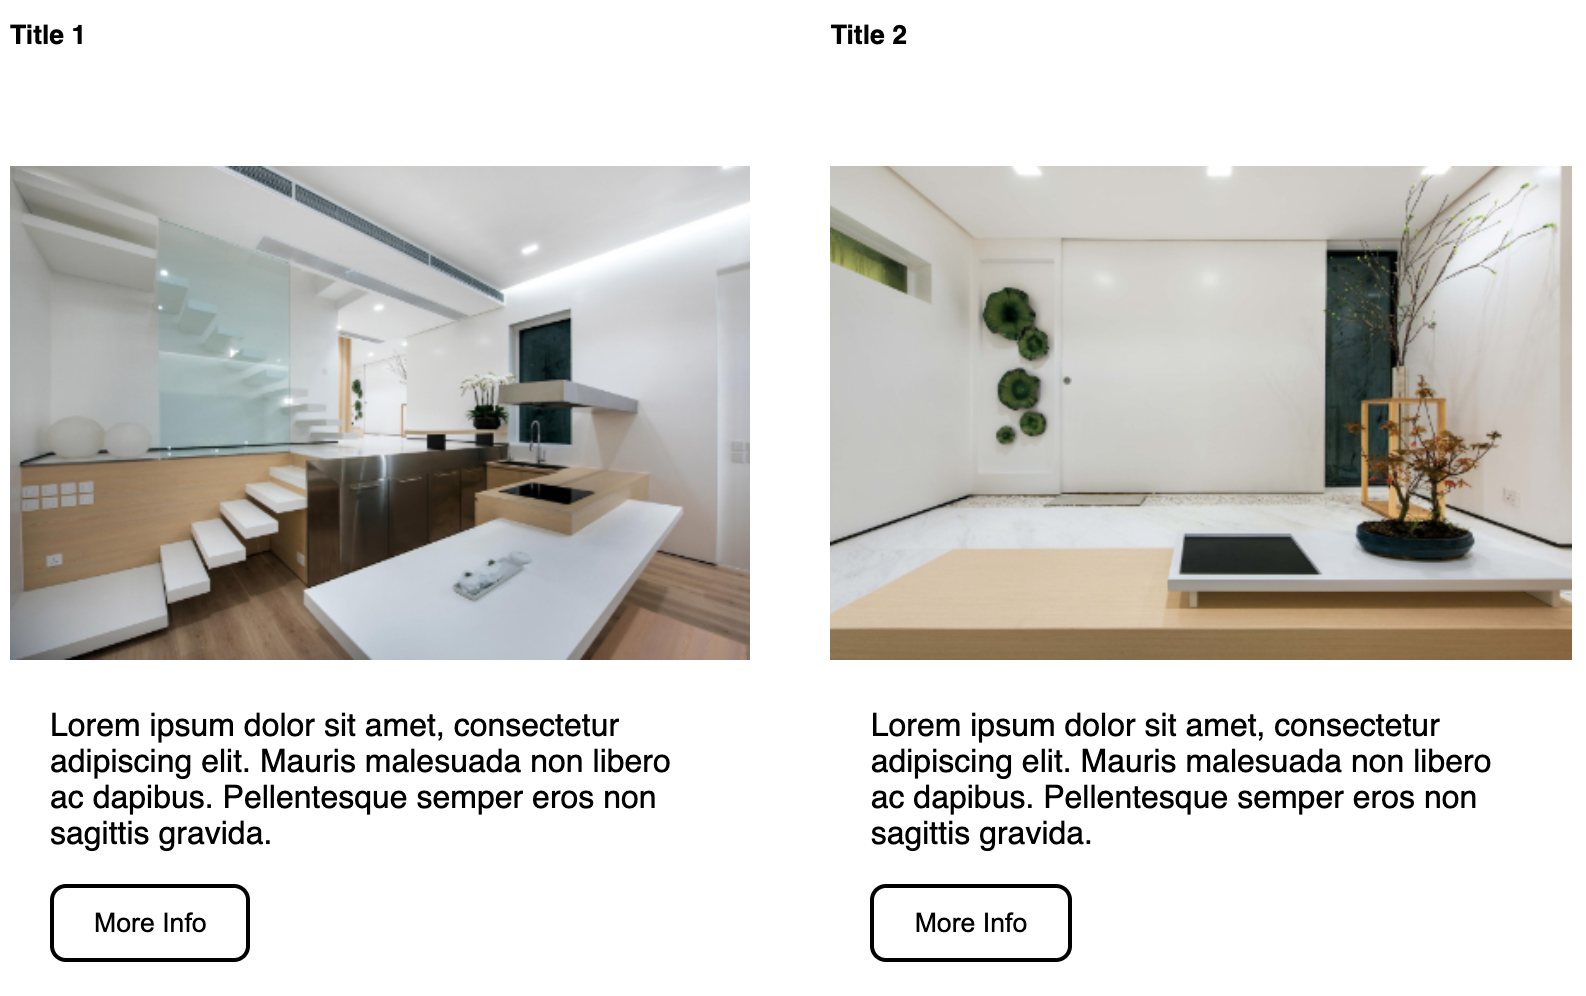 Title 1
Lorem ipsum dolor sit amet, consectetur
adipiscing elit. Mauris malesuada non libero
ac dapibus. Pellentesque semper eros non
sagittis gravida.
More Info
Title 2
Lorem ipsum dolor sit amet, consectetur
adipiscing elit. Mauris malesuada non libero
ac dapibus. Pellentesque semper eros non
sagittis gravida.
More Info